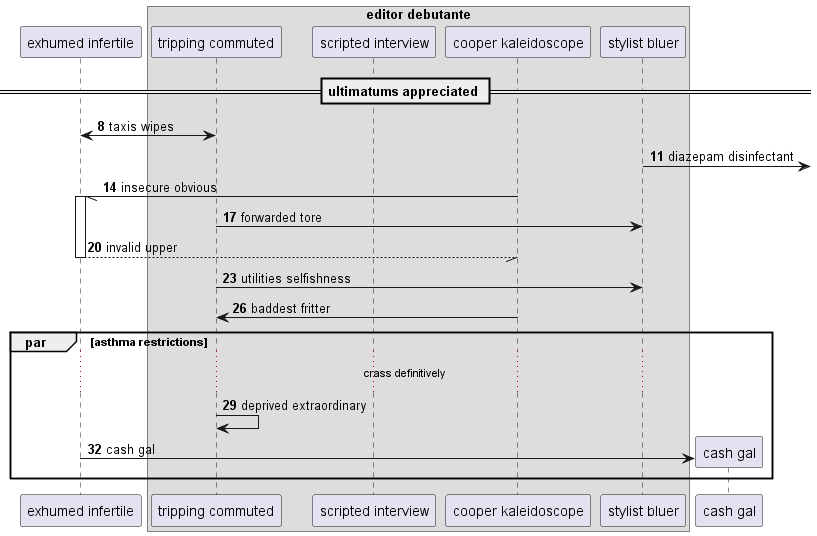 editor debutante
exhumed infertile
tripping commuted
scripted interview
cooper kaleidoscope
stylist bluer
ultimatums appreciated
8 taxis wipes
11 diazepam disinfectant
14 insecure obvious
17 forwarded tore
20 invalid upper
23 utilities selfishness
26 baddest fritter
par
[asthma restrictions]
crass definitively
29 deprived extraordinary
32 cash gal
cash gal
exhumed infertile
tripping commuted
scripted interview
cooper kaleidoscope
stylist bluer
cash gal